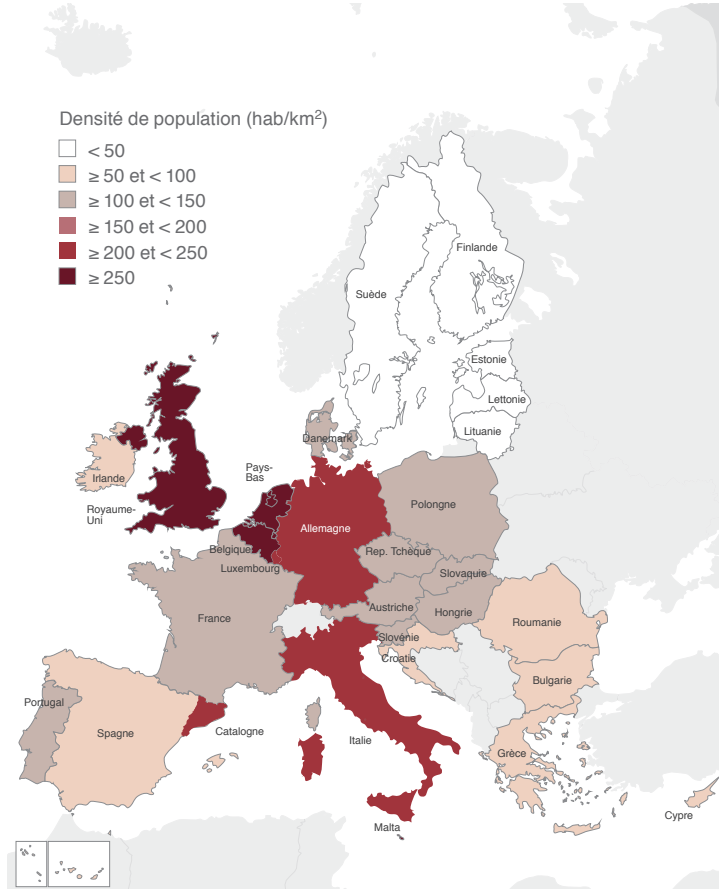 Densité de population (hab/km²)
< 50
≥ 50 et < 100
≥ 100 et < 150
≥ 150 et < 200
≥ 200 et < 250
≥ 250
Finlande
Suède
Estonie
Lettonie
Lituanie
Danemark
Irlande
Royaume-
Uni
Pays-
Bas
Belgique
Luxembourg
Allemagne
Polongne
Rep. Tchèque
Slovaquie
Austriche
Hongrie
France
Slovénie
Croatie
Roumanie
Bulgarie
Portugal
Spagne
Catalogne
Italie
Grèce
Malta
Cypre